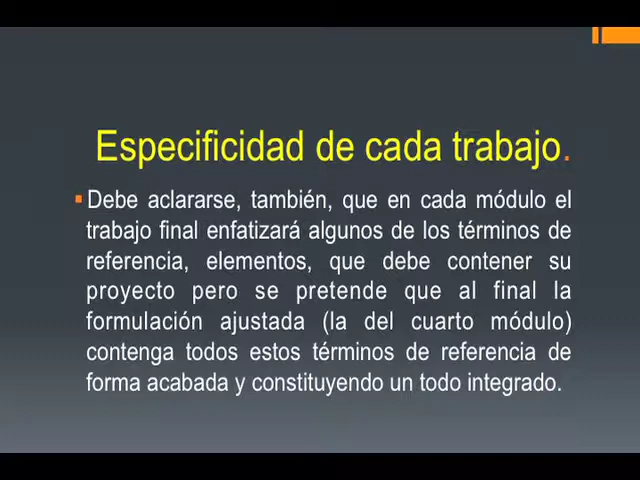 Especificidad de cada trabajo.
Debe aclararse, también, que en cada módulo el
trabajo final enfatizará algunos de los términos de
referencia, elementos, que debe contener su
proyecto pero se pretende que al final la
formulación ajustada (la del cuarto módulo)
contenga todos estos términos de referencia de
forma acabada y constituyendo un todo integrado.